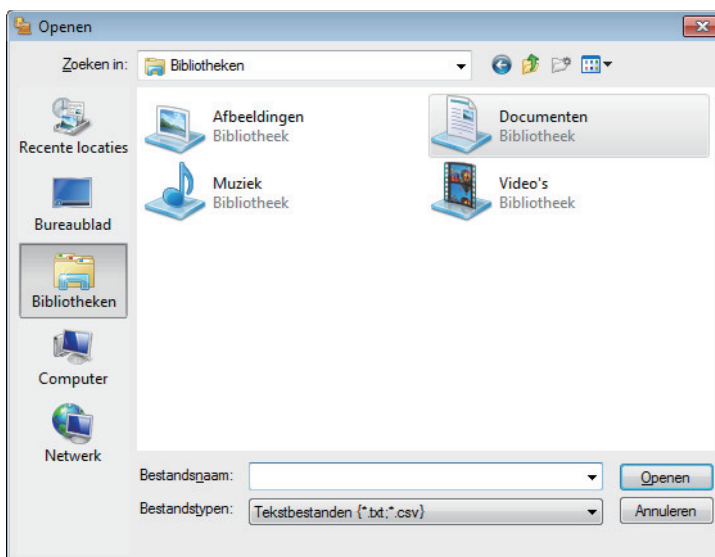 Openen
Zoeken in: Bibliotheken
Recente locaties
Bureaublad
Bibliotheken
Computer
Netwerk
Afbeeldingen
Bibliotheek
Documenten
Bibliotheek
Muziek
Bibliotheek
Video's
Bibliotheek
Bestandsnaam: Openen
Bestandstypen: Tekstbestanden {*.txt;*.csv} Annuleren